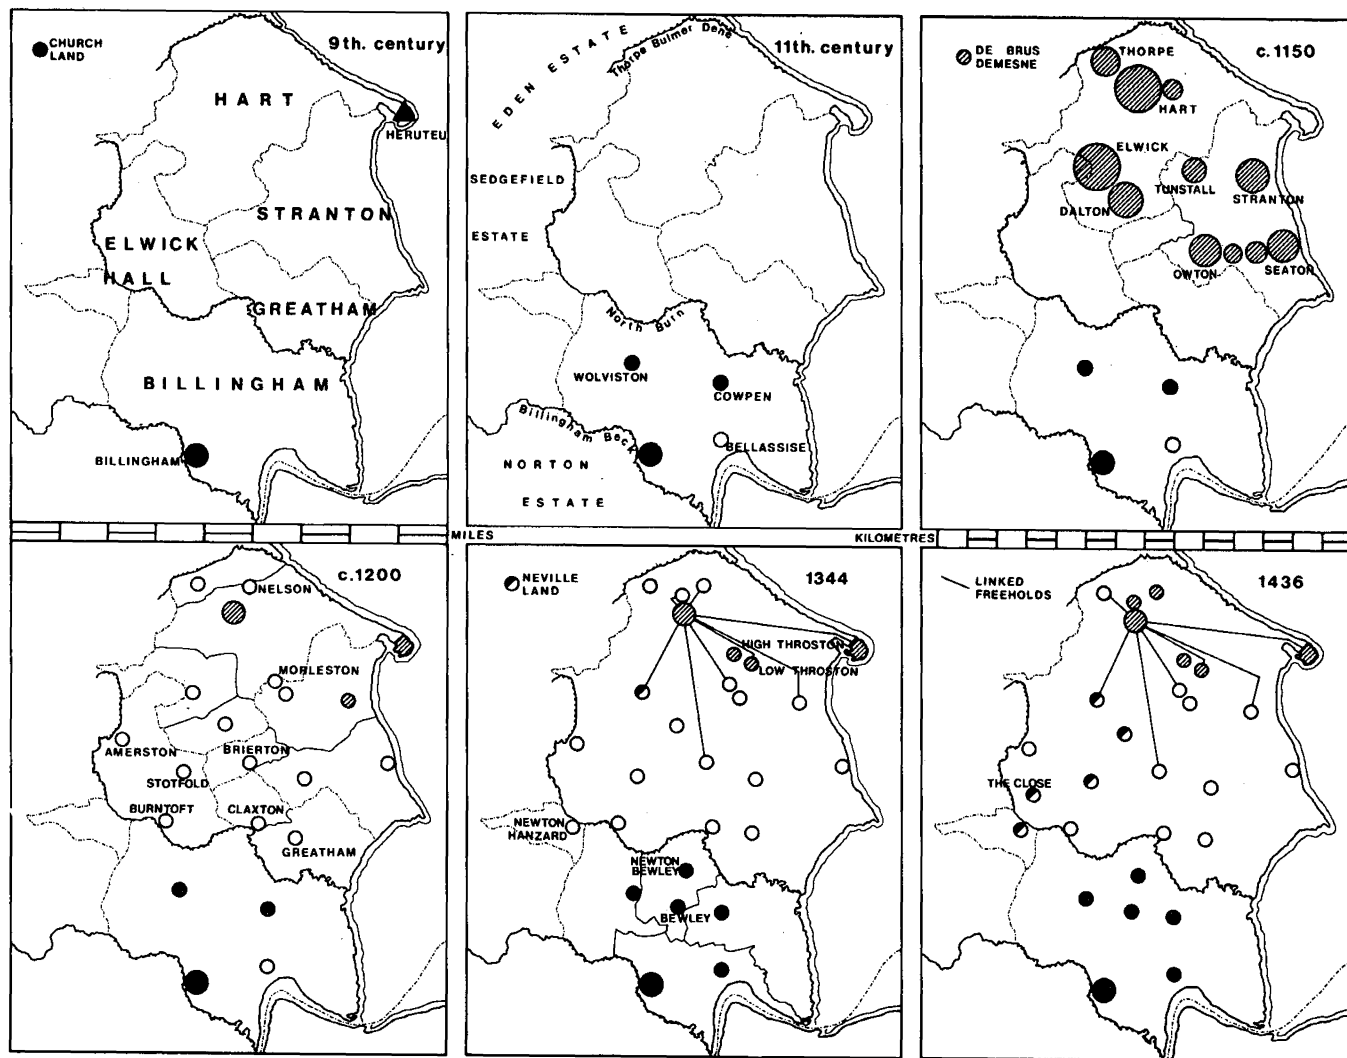 CHURCH
LAND
9th. century
HART
HERUTEU
STRANTON
ELWICK
HALL
GREATHAM
BILLINGHAM
BILLINGHAM
11th. century
EDEN ESTATE
Thorpe Bulmer Dene
SEDGEFIELD
ESTATE
North Burn
WOLVISTON
COWPEN
Billingham Beck
BELLASSISE
NORTON
ESTATE
DE BRUS
DEMESNE
c.1150
THORPE
HART
ELWICK
TUNSTALL
DALTON
STRANTON
OWTON
SEATON
MILES
KILOMETRES
c.1200
NELSON
MORLESTON
AMERSTON
BRIERTON
STOTFOLD
BURNTOFT
CLAXTON
GREATHAM
NEVILLE
LAND
1344
HIGH THROSTON
LOW THROSTON
NEWTON
HANZARD
NEWTON
BEWLEY
BEWLEY
LINKED
FREEHOLDS
1436
THE CLOSE